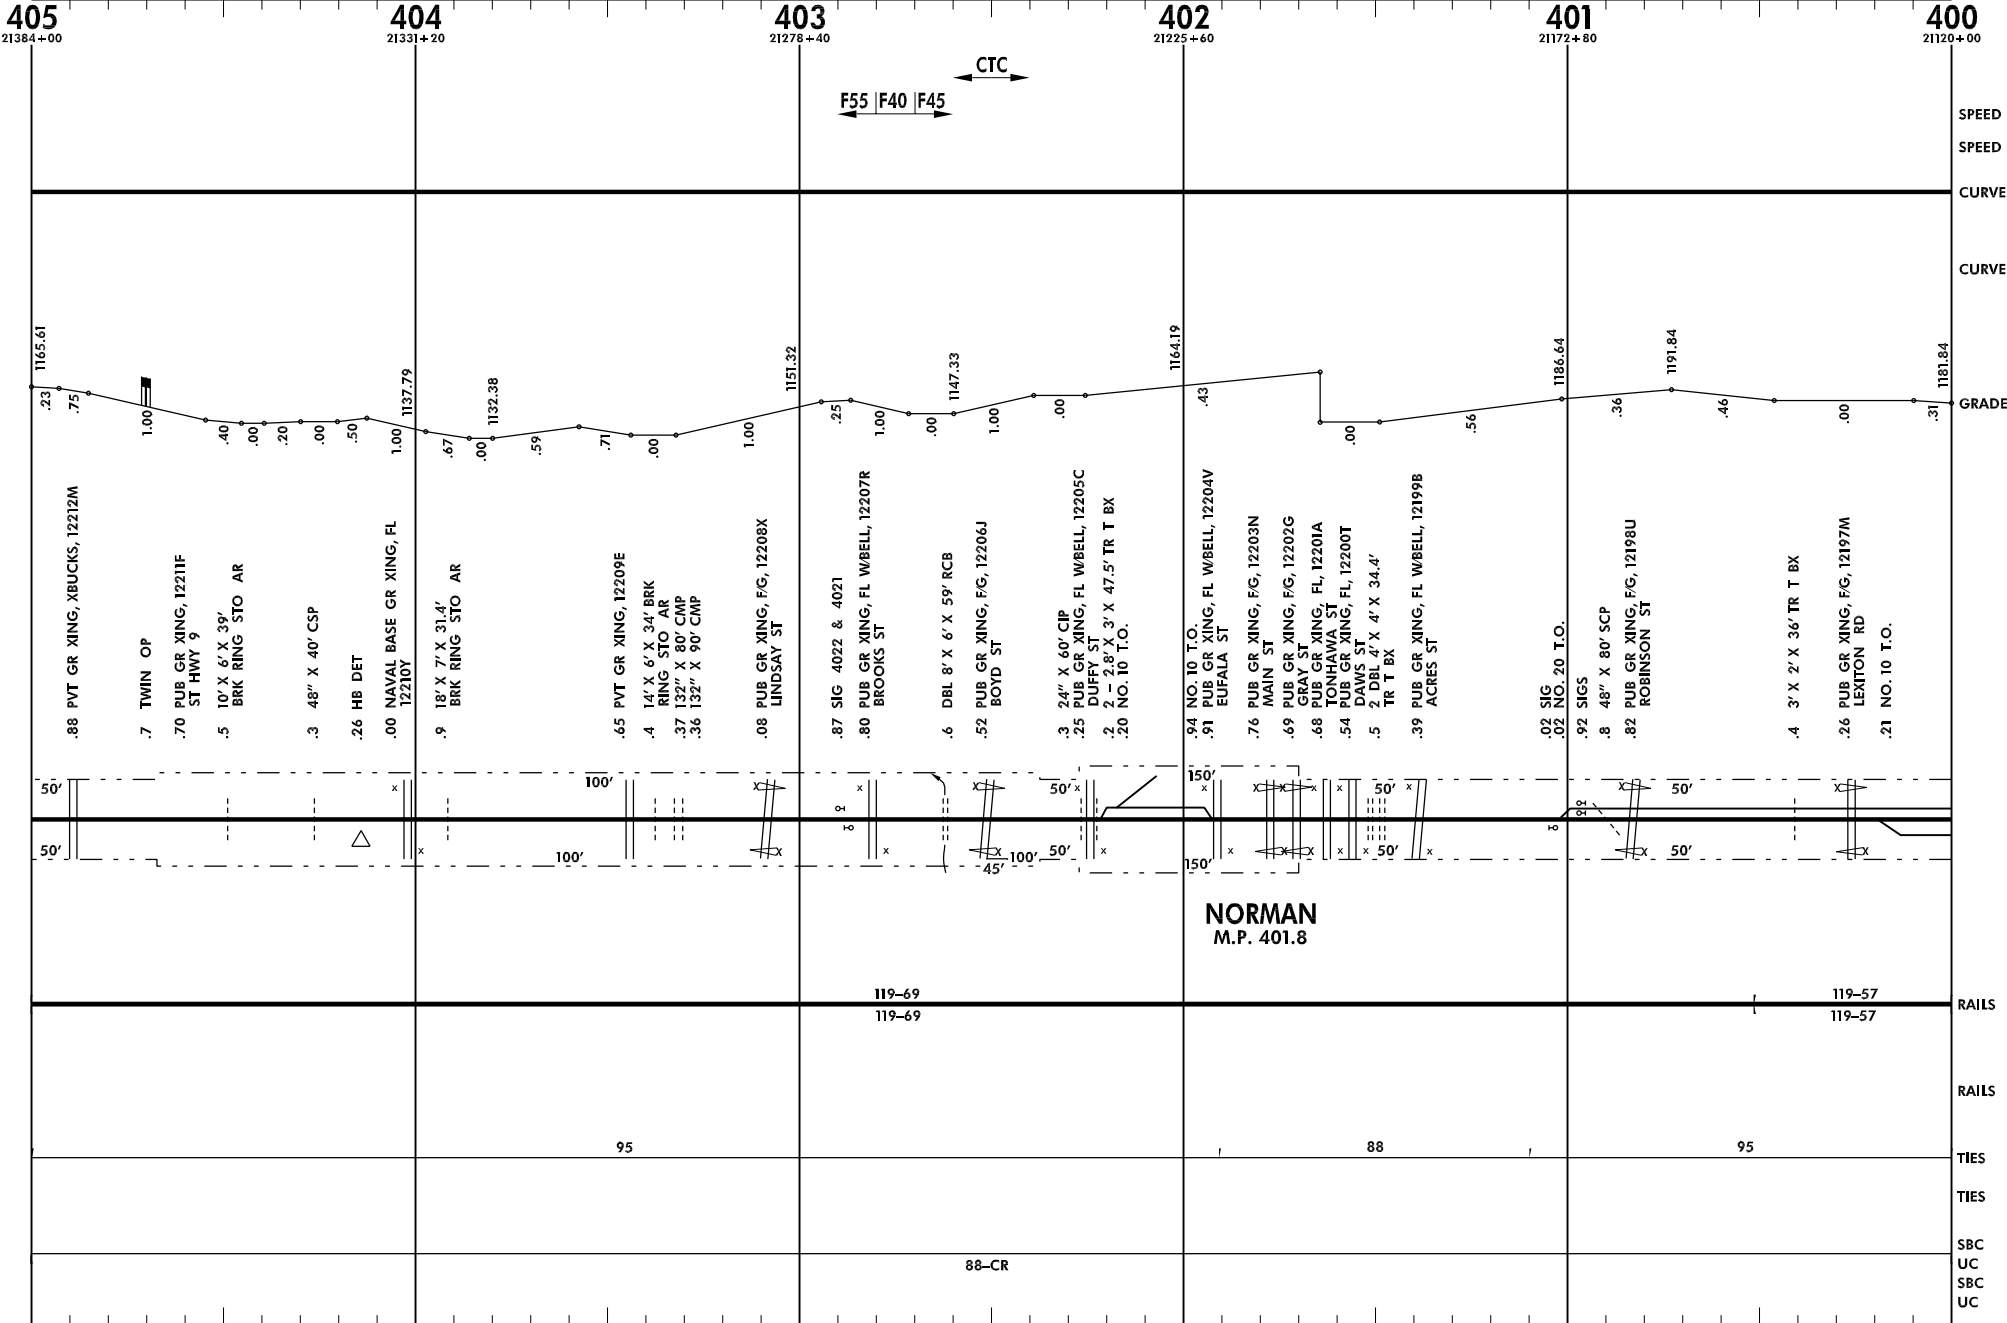 405 404 403 402 401 400
21384+00 21331+20 21278+40 21225+60 21172+80 21120+00
CTC
F55 F40 F45
SPEED
SPEED
CURVE
CURVE
1165.61
1137.79
1132.38
1151.32
1147.33
1164.19
1186.64
1191.84
1181.84
GRADE
.23
.75
1.00
.40
.00
.20
.00
.50
1.00
.67
.00
.59
.71
.00
1.00
.25
1.00
.00
1.00
.00
.43
.00
.56
.36
.46
.00
.31
.88 PVT GR XING, XBUCKS, 12212M
.7 TWIN OP
.70 PUB GR XING, 12211F
ST HWY 9
.5 10' X 6' X 39'
BRK RING STO AR
.3 48" X 40' CSP
.26 HB DET
.00 NAVAL BASE GR XING, FL
12210Y
.9 18' X 7' X 31.4'
BRK RING STO AR
.65 PVT GR XING, 12209E
.4 14' X 6' X 34' BRK
RING STO AR
.37 132" X 80' CMP
.36 132" X 90' CMP
.08 PUB GR XING, F/G, 12208X
LINDSAY ST
.87 SIG 4022 & 4021
.80 PUB GR XING, FL W/BELL, 12207R
BROOKS ST
.6 DBL 8' X 6' X 59' RCB
.52 PUB GR XING, F/G, 12206J
BOYD ST
.3 24" X 60' CIP
.25 PUB GR XING, FL W/BELL, 12205C
DUFFY ST
.2 2 – 2.8' X 3' X 47.5' TR T BX
.20 NO. 10 T.O.
.94 NO. 10 T.O.
.91 PUB GR XING, FL W/BELL, 12204V
EUFALA ST
.76 PUB GR XING, F/G, 12203N
MAIN ST
.69 PUB GR XING, F/G, 12202G
GRAY ST
.68 PUB GR XING, FL, 12201A
TONHAWA ST
.54 PUB GR XING, FL, 12200T
DAWS ST
.5 2 DBL 4' X 4' X 34.4'
TR T BX
.39 PUB GR XING, FL W/BELL, 12199B
ACRES ST
.02 SIG
.02 NO. 20 T.O.
.92 SIGS
.8 48" X 80' SCP
.82 PUB GR XING, F/G, 12198U
ROBINSON ST
.4 3' X 2' X 36' TR T BX
.26 PUB GR XING, F/G, 12197M
LEXITON RD
.21 NO. 10 T.O.
50' 100' 50' 150' 50' 50'
50' 100' 45' 100' 50' 150' 50' 50'
NORMAN
M.P. 401.8
119–69 119–57
RAILS
119–69 119–57
RAILS
95 88 95
TIES
TIES
SBC
88–CR
UC
SBC
UC